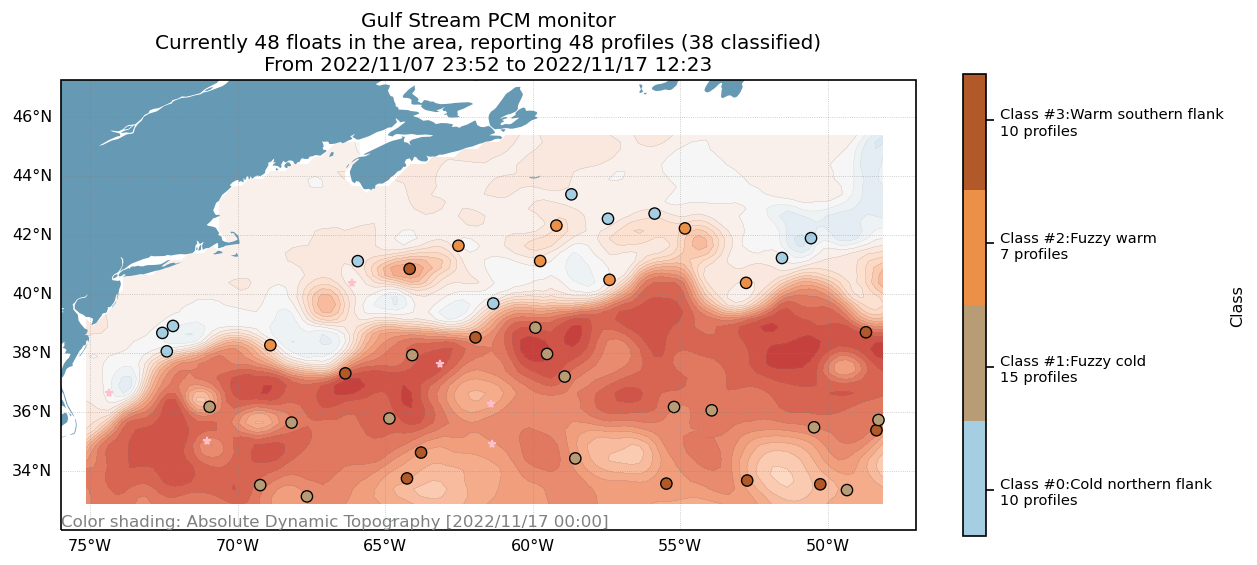 Gulf Stream PCM monitor
Currently 48 floats in the area, reporting 48 profiles (38 classified)
From 2022/11/07 23:52 to 2022/11/17 12:23
46°N
44°N
42°N
40°N
38°N
36°N
34°N
Color shading: Absolute Dynamic Topography [2022/11/17 00:00]
75°W
70°W
65°W
60°W
55°W
50°W
Class #3:Warm southern flank
10 profiles
Class #2:Fuzzy warm
7 profiles
Class #1:Fuzzy cold
15 profiles
Class #0:Cold northern flank
10 profiles
Class